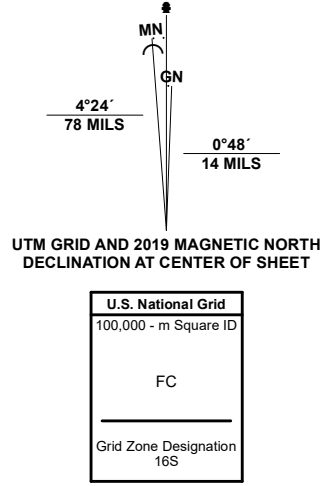 MN
GN
4°24´
78 MILS
0°48´
14 MILS
UTM GRID AND 2019 MAGNETIC NORTH
DECLINATION AT CENTER OF SHEET
U.S. National Grid
100,000 - m Square ID
FC
Grid Zone Designation
16S